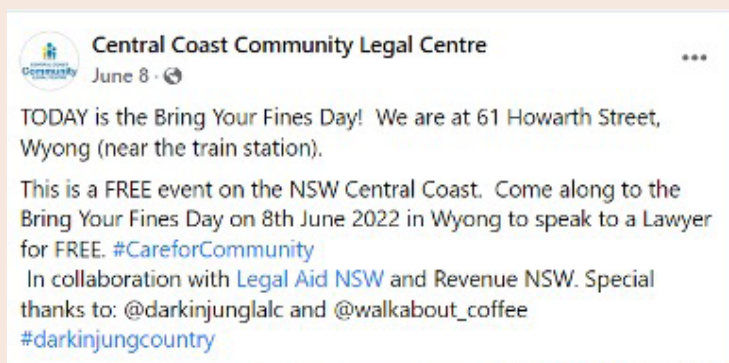 Central Coast Community Legal Centre
June 8 ·
•••
Community
TODAY is the Bring Your Fines Day!  We are at 61 Howarth Street,
Wyong (near the train station).
This is a FREE event on the NSW Central Coast.  Come along to the
Bring Your Fines Day on 8th June 2022 in Wyong to speak to a Lawyer
for FREE. #CareforCommunity
In collaboration with Legal Aid NSW and Revenue NSW. Special
thanks to: @darkinjunglalc and @walkabout_coffee
#darkinjungcountry